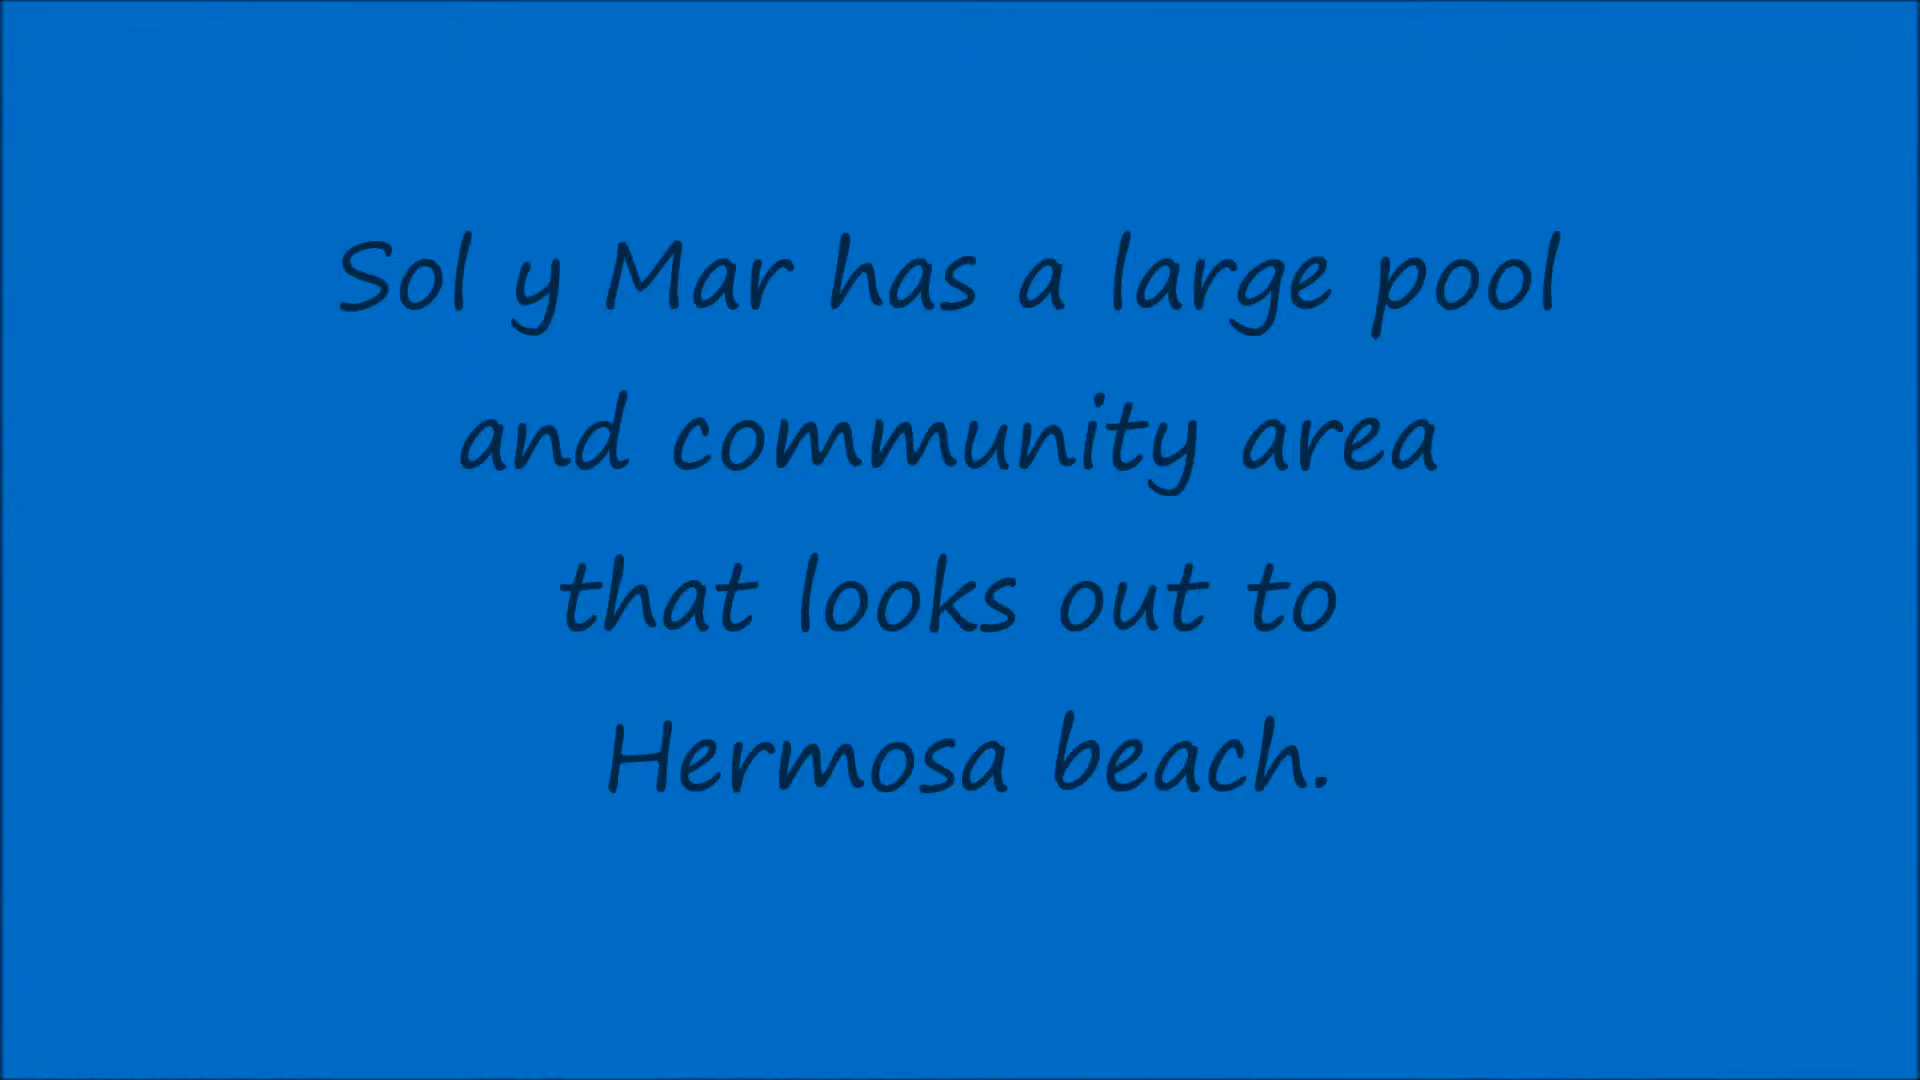 Sol y Mar has a large pool
and community area
that looks out to
Hermosa beach.